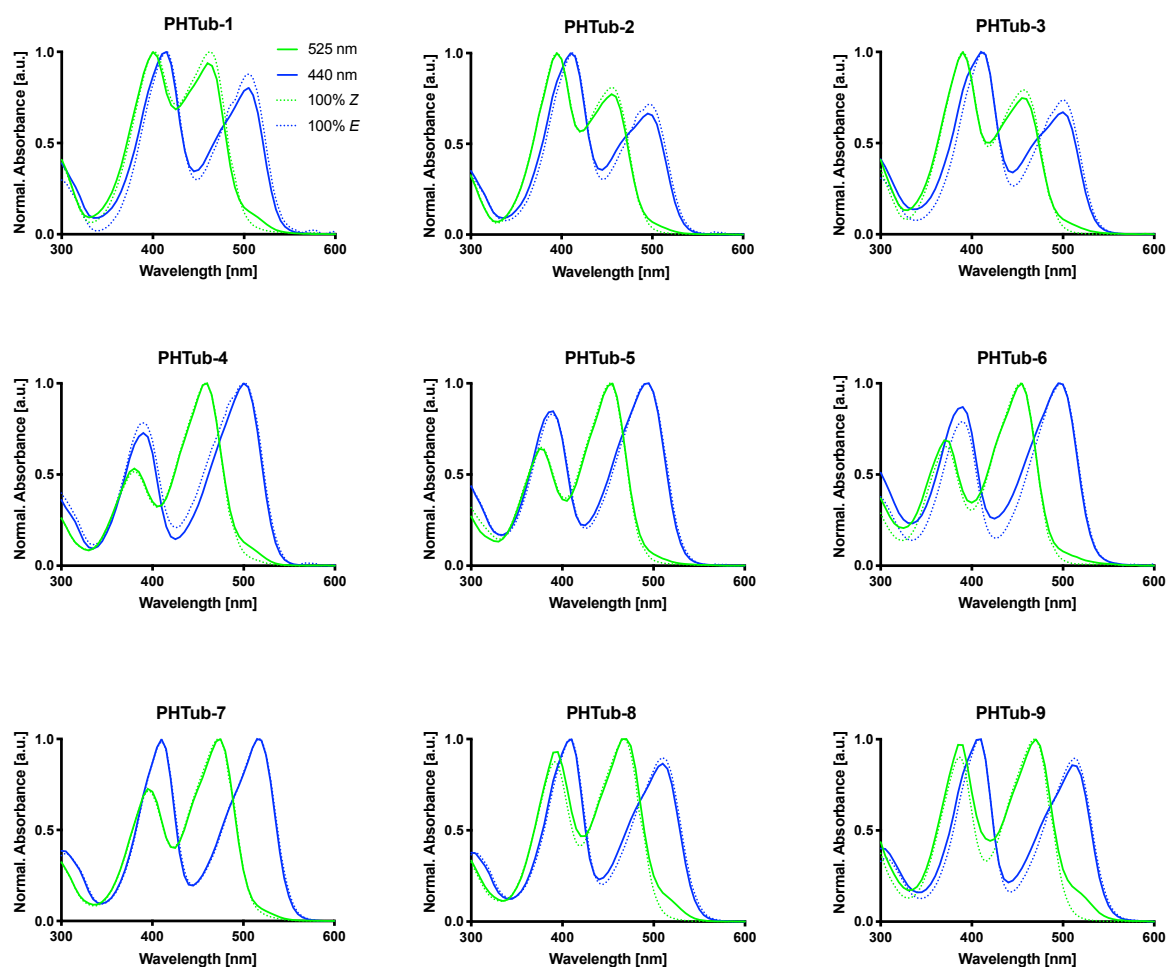 PHTub-1
PHTub-2
PHTub-3
525 nm
440 nm
100% Z
100% E
Normal. Absorbance [a.u.]
1.0
0.5
0.0
300 400 500 600
Wavelength [nm]
Normal. Absorbance [a.u.]
1.0
0.5
0.0
300 400 500 600
Wavelength [nm]
Normal. Absorbance [a.u.]
1.0
0.5
0.0
300 400 500 600
Wavelength [nm]
PHTub-4
PHTub-5
PHTub-6
Normal. Absorbance [a.u.]
1.0
0.5
0.0
300 400 500 600
Wavelength [nm]
Normal. Absorbance [a.u.]
1.0
0.5
0.0
300 400 500 600
Wavelength [nm]
Normal. Absorbance [a.u.]
1.0
0.5
0.0
300 400 500 600
Wavelength [nm]
PHTub-7
PHTub-8
PHTub-9
Normal. Absorbance [a.u.]
1.0
0.5
0.0
300 400 500 600
Wavelength [nm]
Normal. Absorbance [a.u.]
1.0
0.5
0.0
300 400 500 600
Wavelength [nm]
Normal. Absorbance [a.u.]
1.0
0.5
0.0
300 400 500 600
Wavelength [nm]